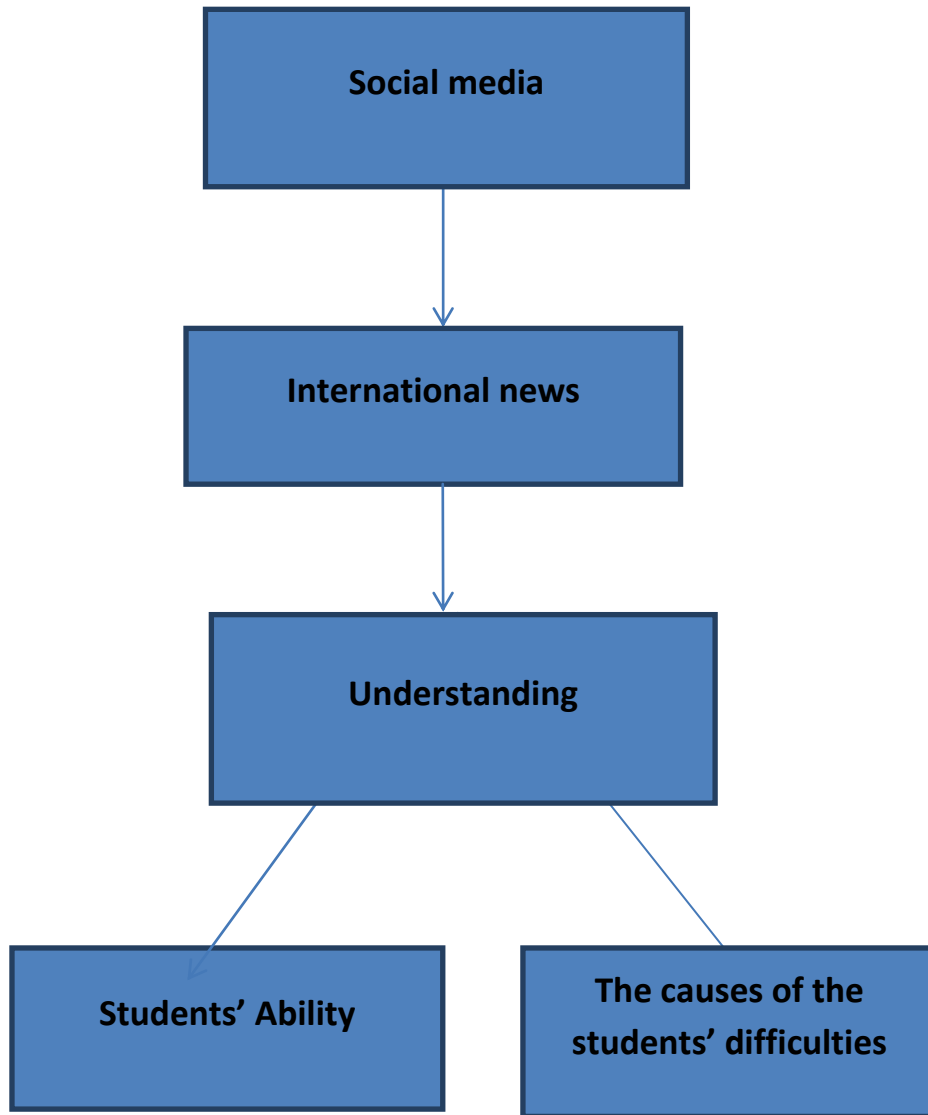 Social media
International news
Understanding
Students’ Ability
The causes of the
students’ difficulties